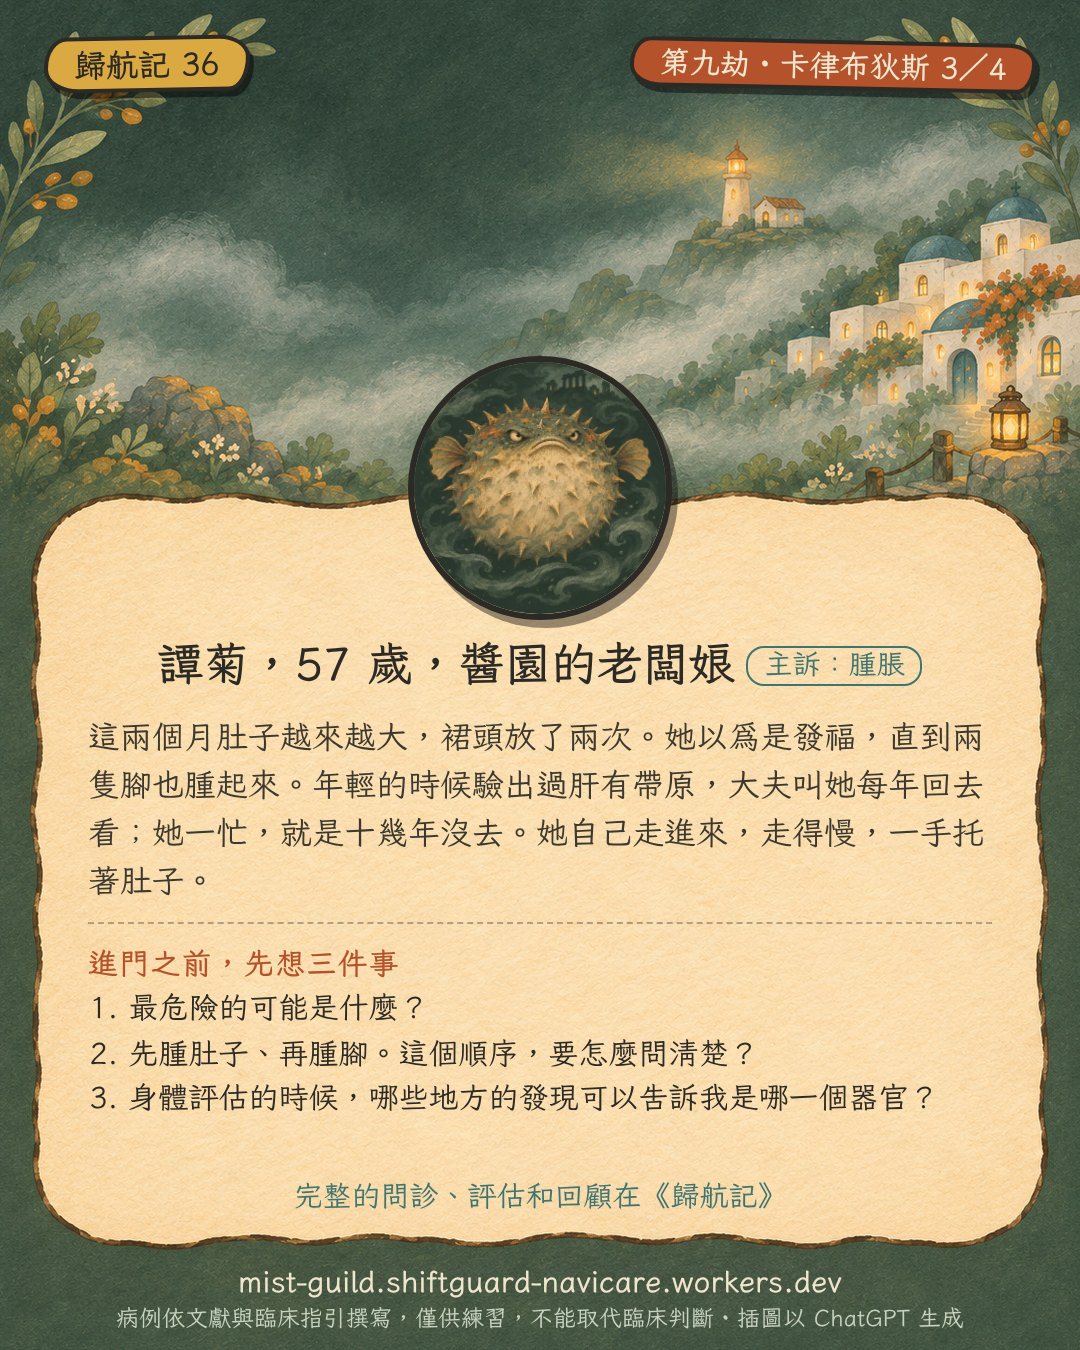 歸航記 36
第九劫・卡律布狄斯 3／4
譚菊，57 歲，醬園的老闆娘
主訴：腫脹
這兩個月肚子越來越大，裙頭放了兩次。她以為是發福，直到兩
隻腳也腫起來。年輕的時候驗出過肝有帶原，大夫叫她每年回去
看；她一忙，就是十幾年沒去。她自己走進來，走得慢，一手托
著肚子。
進門之前，先想三件事
1. 最危險的可能是什麼？
2. 先腫肚子、再腫腳。這個順序，要怎麼問清楚？
3. 身體評估的時候，哪些地方的發現可以告訴我是哪一個器官？
完整的問診、評估和回顧在《歸航記》
mist-guild.shiftguard-navicare.workers.dev
病例依文獻與臨床指引撰寫，僅供練習，不能取代臨床判斷・插圖以 ChatGPT 生成